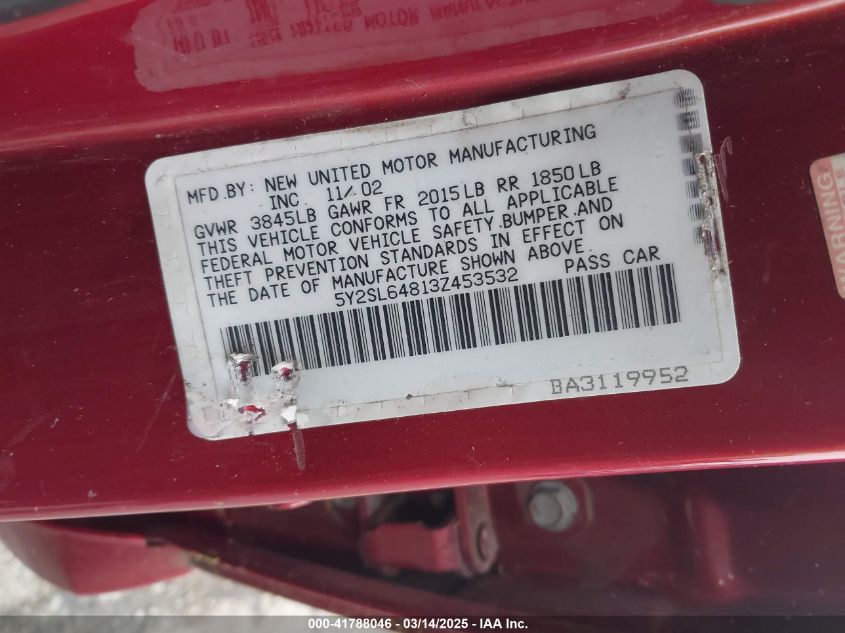 MFD.BY: NEW UNITED MOTOR MANUFACTURING
INC. 11/02
GVWR 3845LB GAWR FR 2015LB RR 1850LB
THIS VEHICLE CONFORMS TO ALL APPLICABLE
FEDERAL MOTOR VEHICLE SAFETY,BUMPER,AND
THEFT PREVENTION STANDARDS IN EFFECT ON
THE DATE OF MANUFACTURE SHOWN ABOVE.
5Y2SL64813Z453532 PASS CAR
BA3119952
WARNING
000-41788046 - 03/14/2025 - IAA Inc.